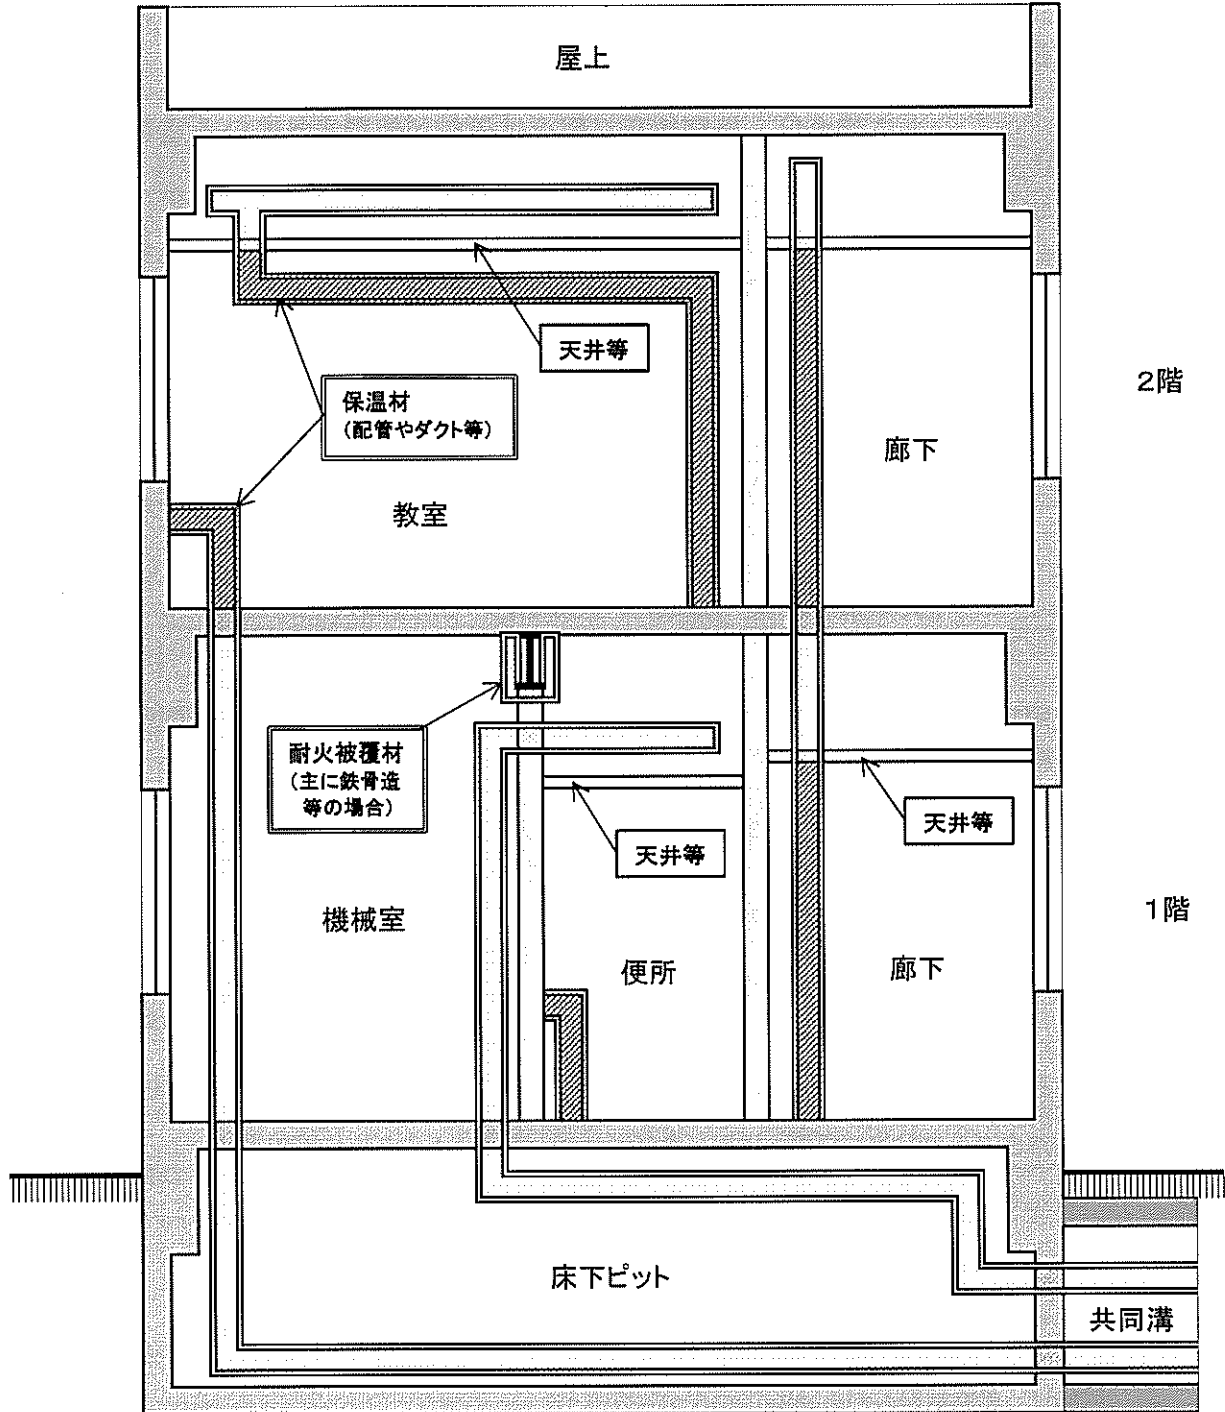 屋上
天井等
2階
保温材
(配管やダクト等)
廊下
教室
耐火被覆材
(主に鉄骨造
等の場合)
天井等
天井等
1階
機械室
便所
廊下
床下ピット
共同溝